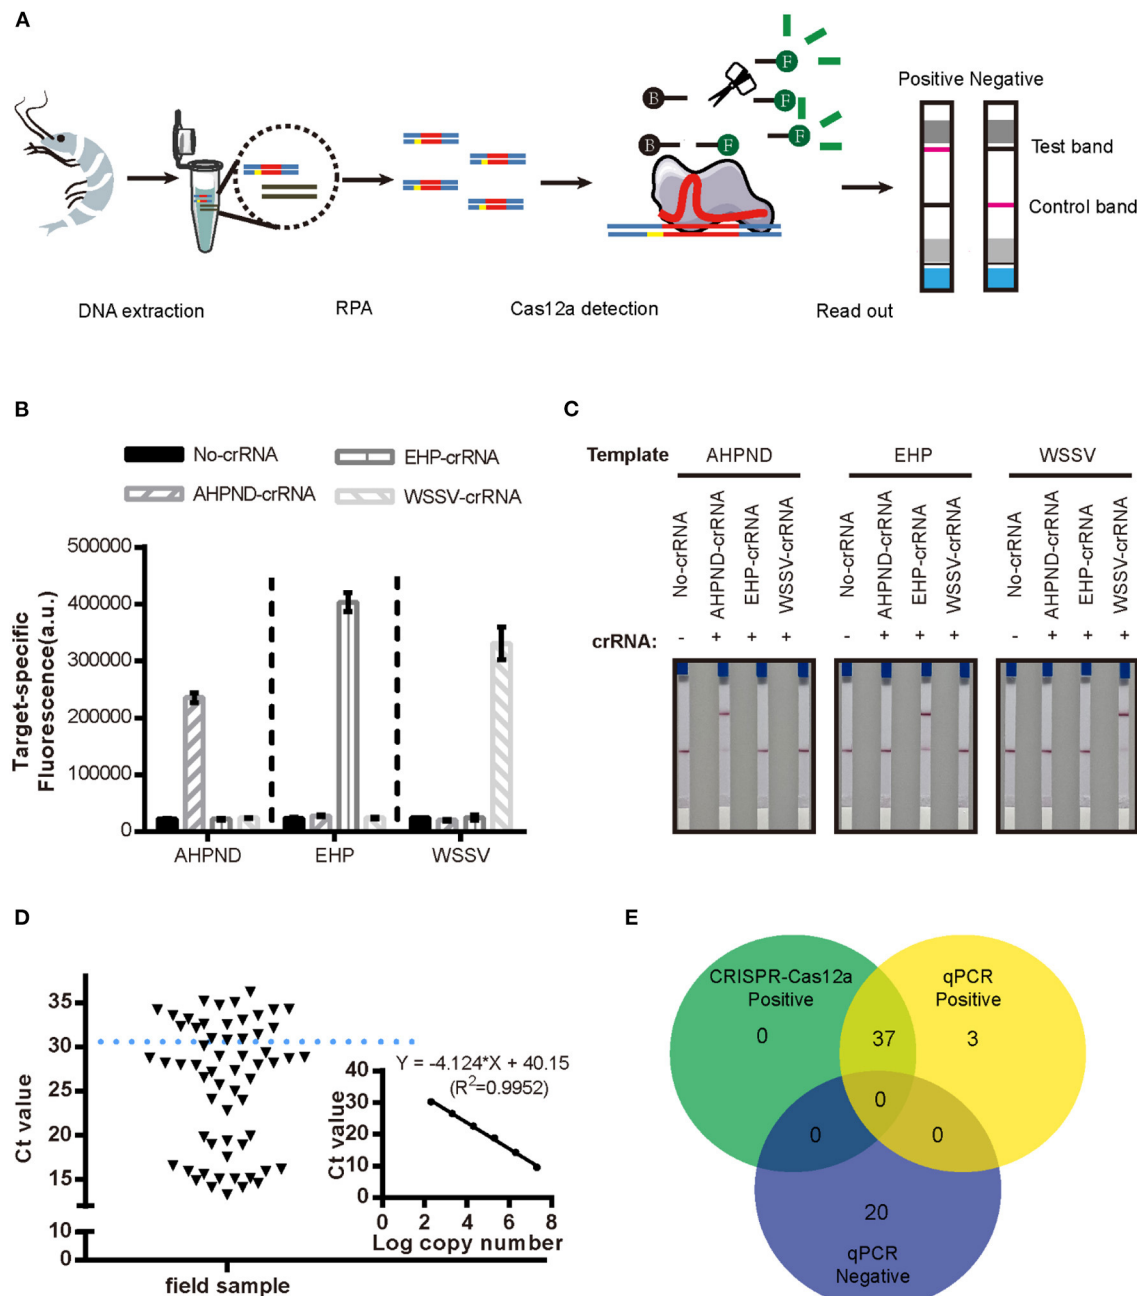 A
B
F
F
F
B
F
Positive Negative
Test band
Control band
DNA extraction
RPA
Cas12a detection
Read out
B
No-crRNA
EHP-crRNA
AHPND-crRNA
WSSV-crRNA
Target-specific
Fluorescence(a.u.)
500000
400000
300000
200000
100000
0
AHPND
EHP
WSSV
C
Template
AHPND
EHP
WSSV
No-crRNA
AHPND-crRNA
EHP-crRNA
WSSV-crRNA
No-crRNA
AHPND-crRNA
EHP-crRNA
WSSV-crRNA
No-crRNA
AHPND-crRNA
EHP-crRNA
WSSV-crRNA
crRNA:
- + + +
- + + +
- + + +
D
Ct value
35
30
25
20
15
10
0
field sample
Y = -4.124*X + 40.15
(R²=0.9952)
Ct value
40
30
20
10
0
0 2 4 6 8
Log copy number
E
CRISPR-Cas12a
Positive
qPCR
Positive
0
37
3
0
0
0
20
qPCR
Negative